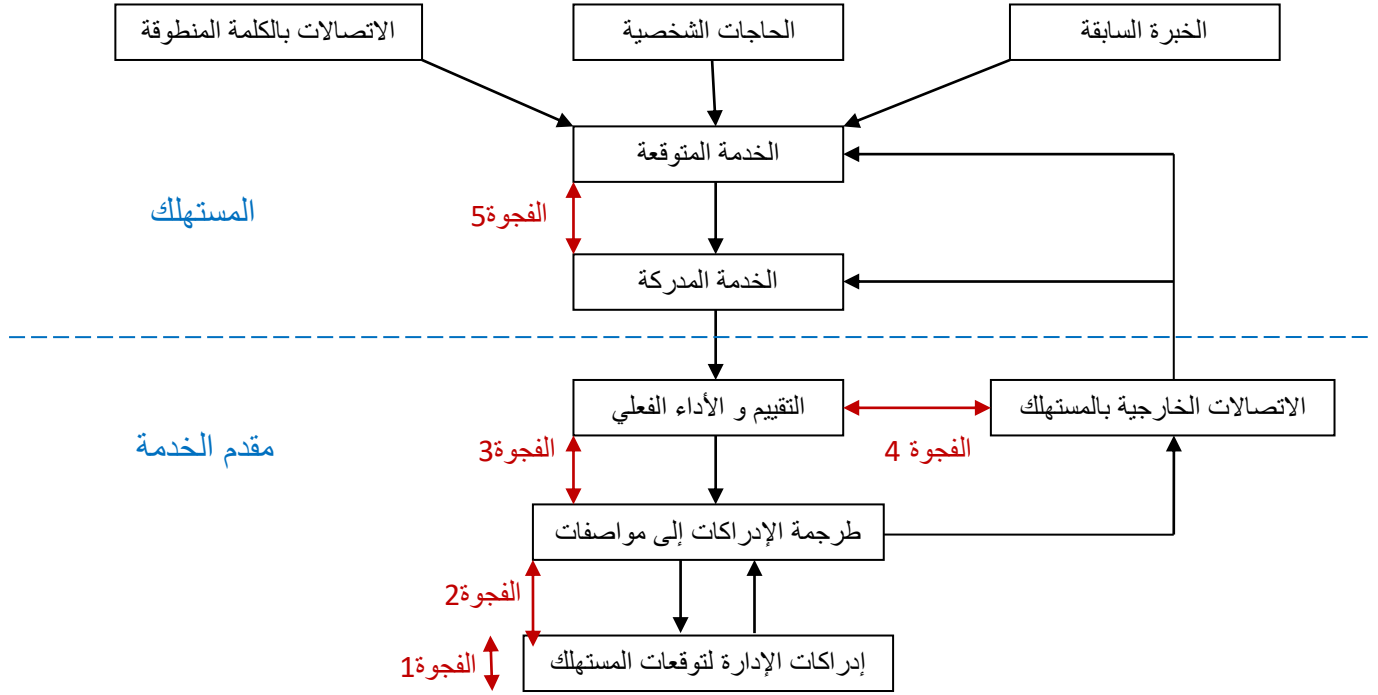 الخبرة السابقة
الحاجات الشخصية
الاتصالات بالكلمة المنطوقة
الخدمة المتوقعة
المستهلك
الفجوة5
الخدمة المدركة
التقييم و الأداء الفعلي
الاتصالات الخارجية بالمستهلك
مقدم الخدمة
الفجوة3
الفجوة 4
طرجمة الإدراكات إلى مواصفات
الفجوة2
إدراكات الإدارة لتوقعات المستهلك
الفجوة1